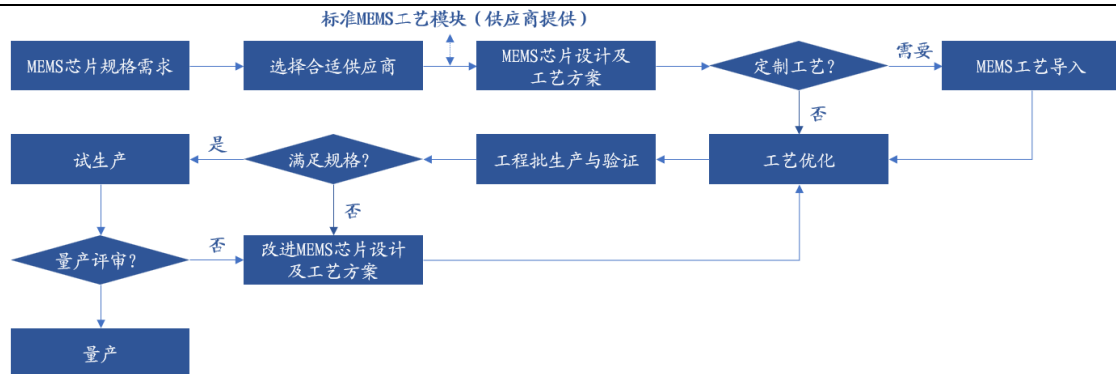 标准MEMS工艺模块（供应商提供）
MEMS芯片规格需求
选择合适供应商
MEMS芯片设计及
工艺方案
定制工艺？
需要
MEMS工艺导入
否
试生产
是
满足规格？
工程批生产与验证
工艺优化
否
量产评审？
否
改进MEMS芯片设计
及工艺方案
量产